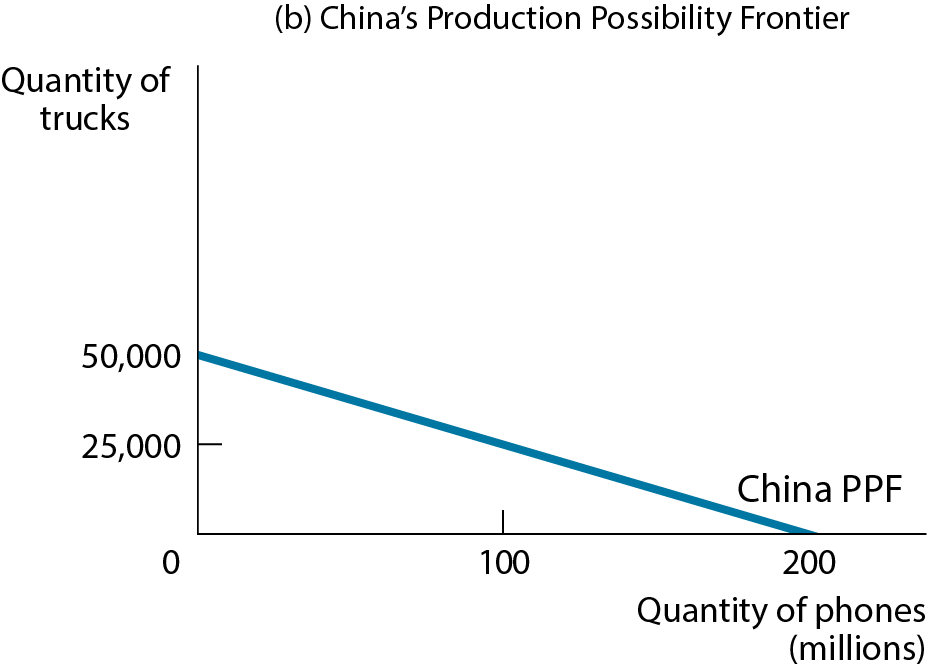 (b) China’s Production Possibility Frontier
Quantity of
trucks
50,000
25,000
China PPF
0
100
200
Quantity of phones
(millions)